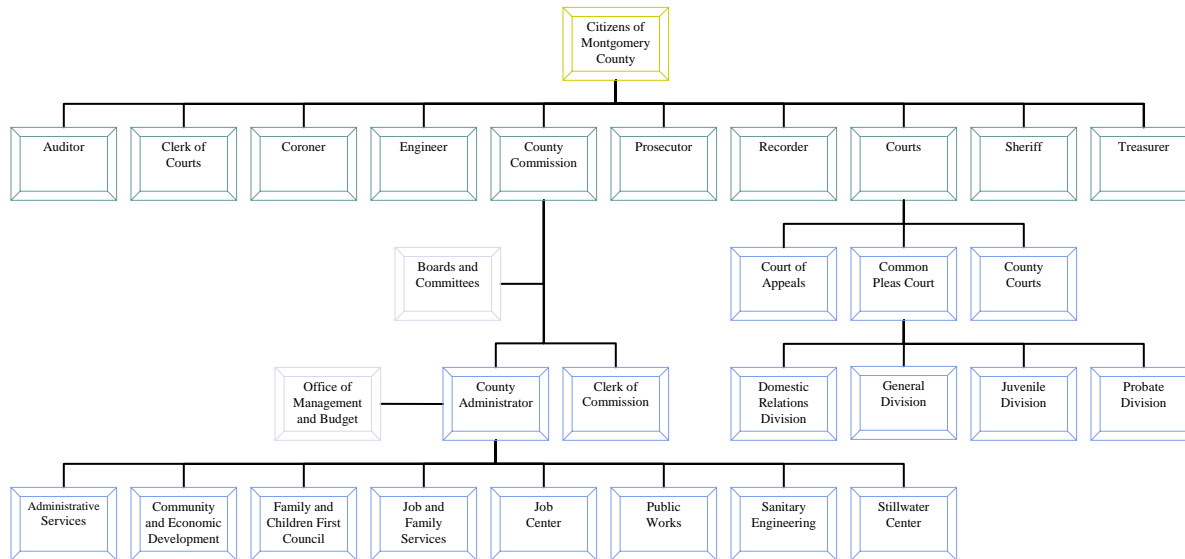 Citizens of
Montgomery
County
Auditor
Clerk of
Courts
Coroner
Engineer
County
Commission
Prosecutor
Recorder
Courts
Sheriff
Treasurer
Boards and
Committees
Court of
Appeals
Common
Pleas Court
County
Courts
Office of
Management
and Budget
County
Administrator
Clerk of
Commission
Domestic
Relations
Division
General
Division
Juvenile
Division
Probate
Division
Administrative
Services
Community
and Economic
Development
Family and
Children First
Council
Job and
Family
Services
Job
Center
Public
Works
Sanitary
Engineering
Stillwater
Center